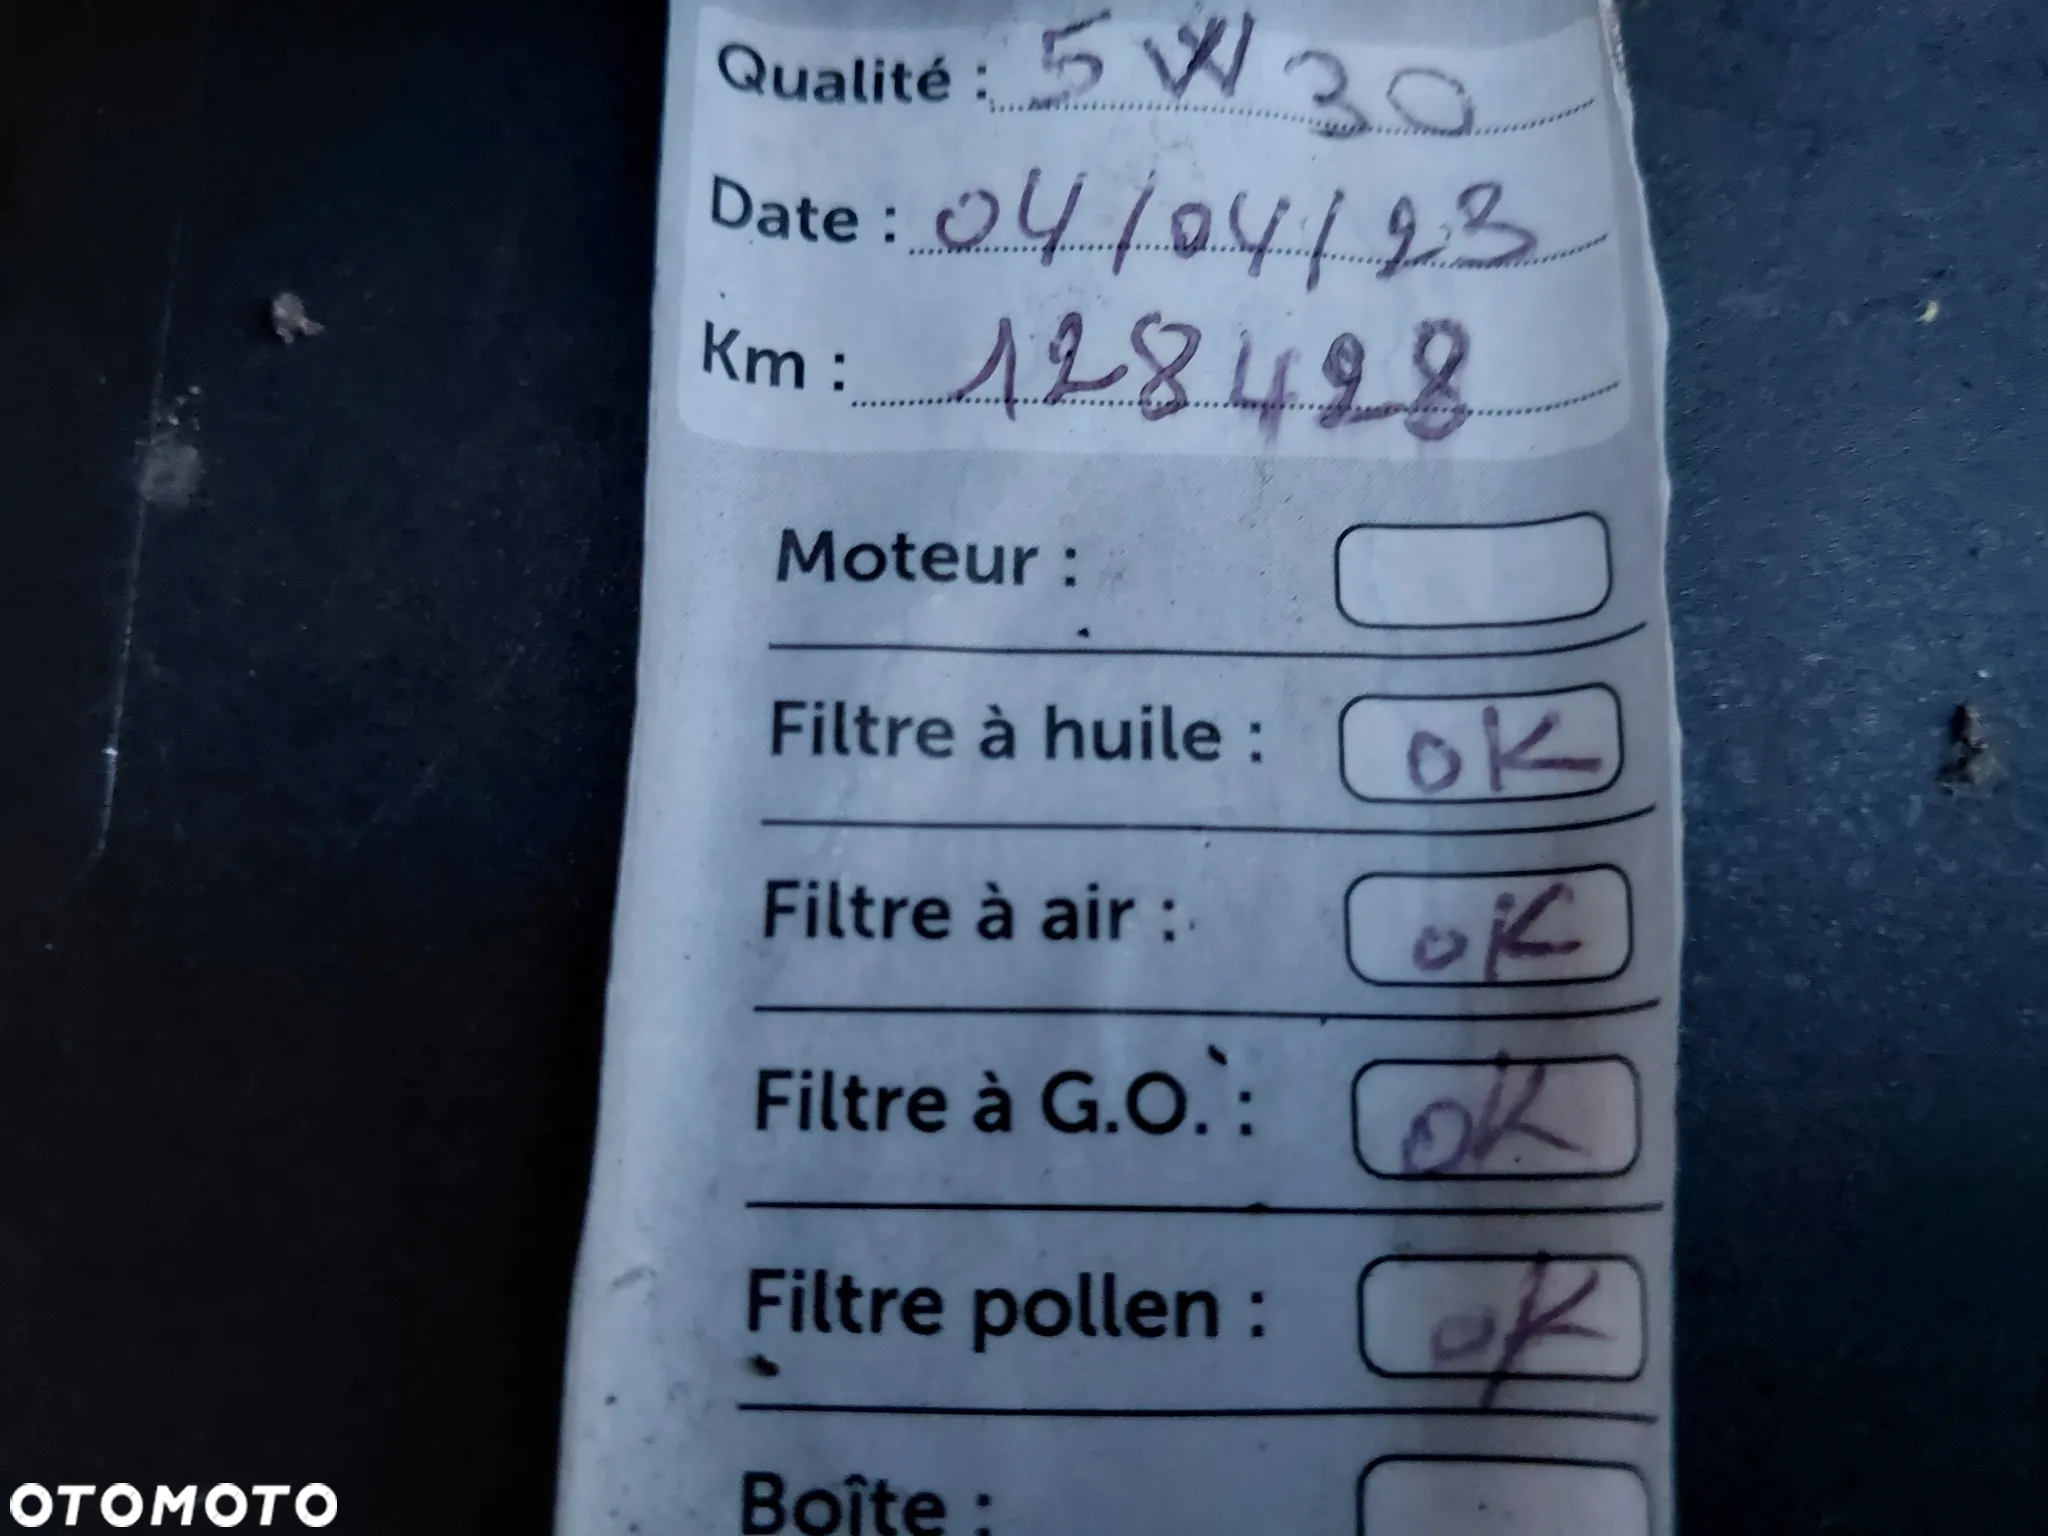 Qualité : 5W30
Date : 04/04/23
Km : 128428
Moteur :
Filtre à huile : OK
Filtre à air : OK
Filtre à G.O. : OK
Filtre pollen : OK
Boîte :
OTOMOTO